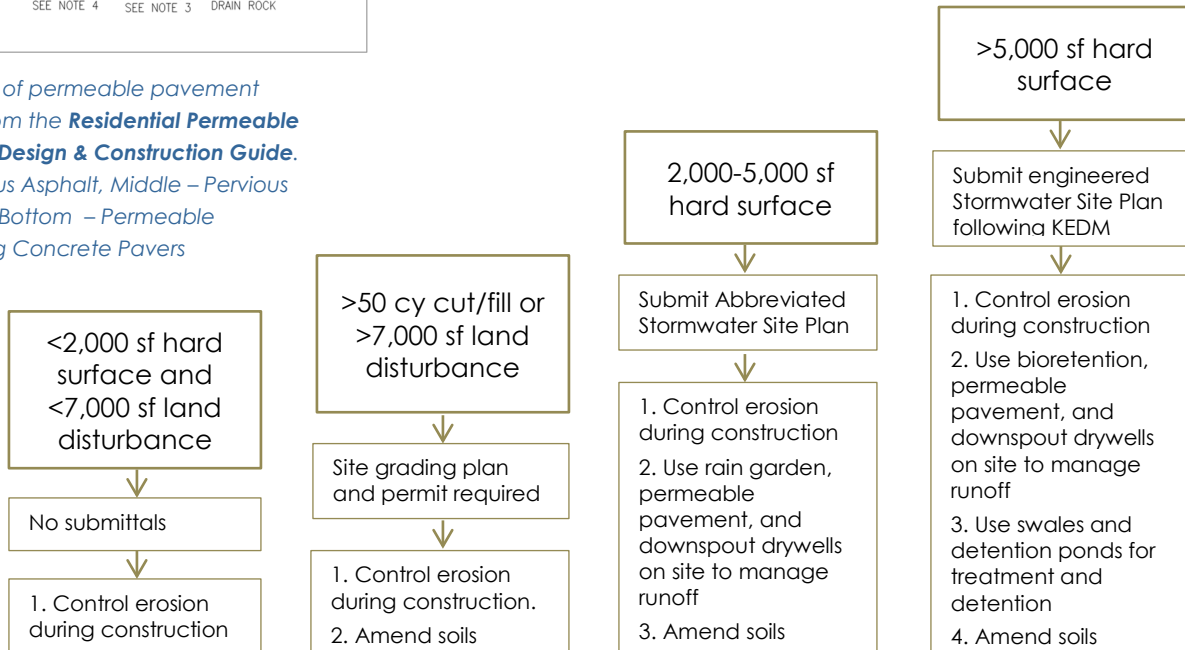 SEE NOTE 4
SEE NOTE 3
DRAIN ROCK
of permeable pavement
om the Residential Permeable
Design & Construction Guide.
us Asphalt, Middle – Pervious
Bottom – Permeable
g Concrete Pavers
<2,000 sf hard
surface and
<7,000 sf land
disturbance
No submittals
1. Control erosion
during construction
>50 cy cut/fill or
>7,000 sf land
disturbance
Site grading plan
and permit required
1. Control erosion
during construction.
2. Amend soils
2,000-5,000 sf
hard surface
Submit Abbreviated
Stormwater Site Plan
1. Control erosion
during construction
2. Use rain garden,
permeable
pavement, and
downspout drywells
on site to manage
runoff
3. Amend soils
>5,000 sf hard
surface
Submit engineered
Stormwater Site Plan
following KEDM
1. Control erosion
during construction
2. Use bioretention,
permeable
pavement, and
downspout drywells
on site to manage
runoff
3. Use swales and
detention ponds for
treatment and
detention
4. Amend soils